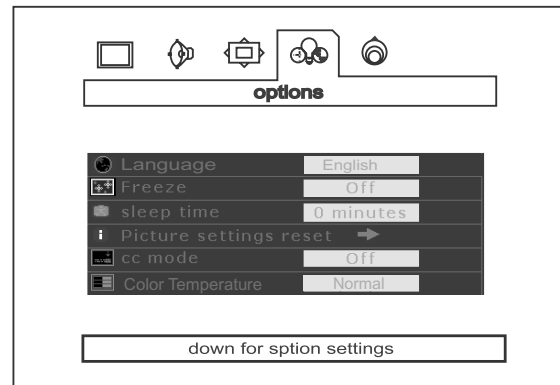 options
Language English
Freeze Off
sleep time 0 minutes
Picture settings reset
cc mode Off
Color Temperature Normal
down for sption settings